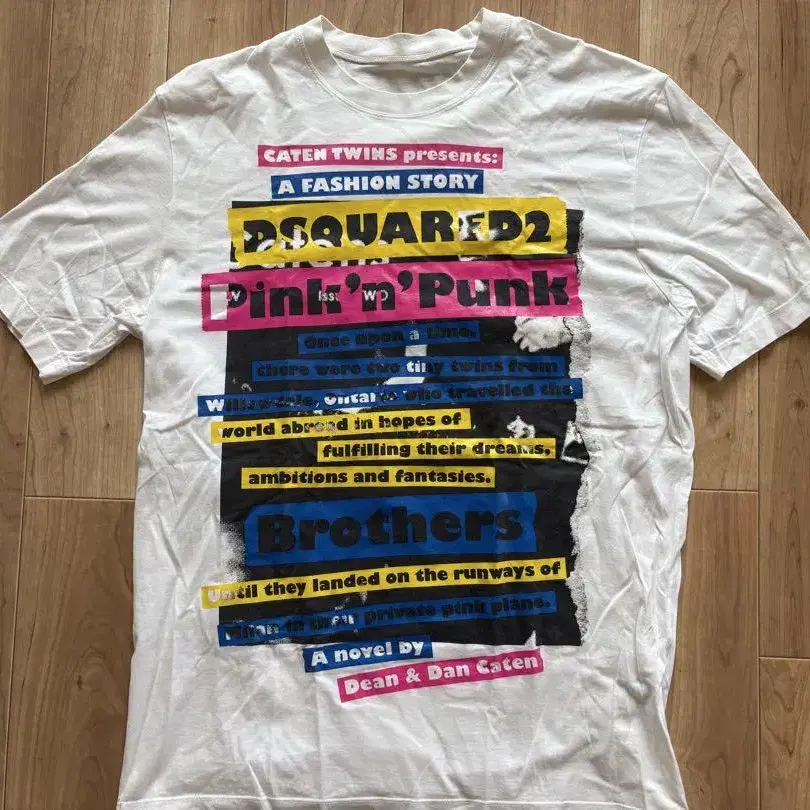 CATEN TWINS presents:
A FASHION STORY
DSQUARED2
Pink'n'Punk
Once upon a time,
there were two tiny twins from
Willowdale, Ontario who travelled the
world abroad in hopes of
fulfilling their dreams,
ambitions and fantasies.
Brothers
Until they landed on the runways of
Milan in their private pink plane.
A novel by
Dean & Dan Caten